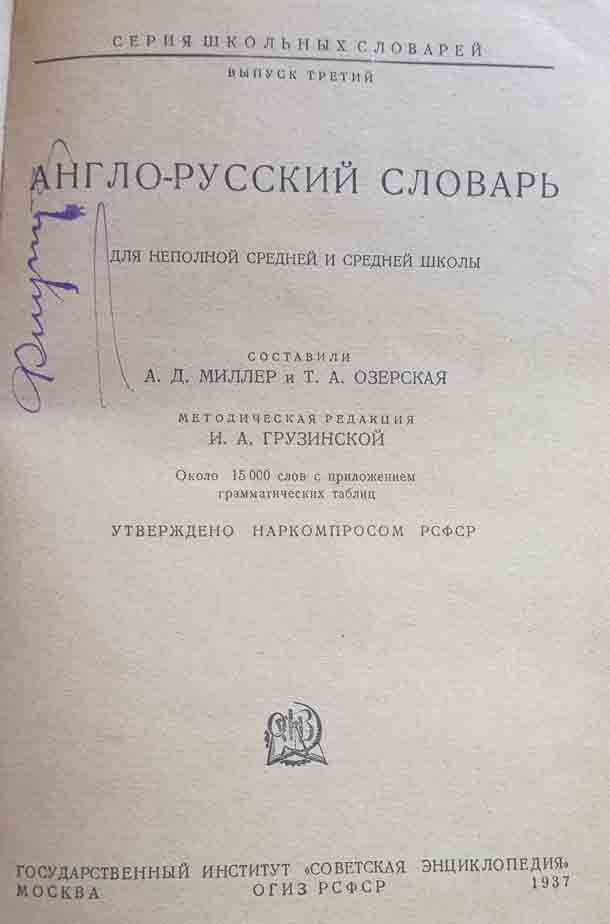 СЕРИЯ ШКОЛЬНЫХ СЛОВАРЕЙ
ВЫПУСК ТРЕТИЙ
АНГЛО-РУССКИЙ СЛОВАРЬ
ДЛЯ НЕПОЛНОЙ СРЕДНЕЙ И СРЕДНЕЙ ШКОЛЫ
СОСТАВИЛИ
А. Д. МИЛЛЕР и Т. А. ОЗЕРСКАЯ
МЕТОДИЧЕСКАЯ РЕДАКЦИЯ
И. А. ГРУЗИНСКОЙ
Около 15 000 слов с приложением
грамматических таблиц
УТВЕРЖДЕНО НАРКОМПРОСОМ РСФСР
ГОСУДАРСТВЕННЫЙ ИНСТИТУТ «СОВЕТСКАЯ ЭНЦИКЛОПЕДИЯ»
МОСКВА ОГИЗ РСФСР 1937